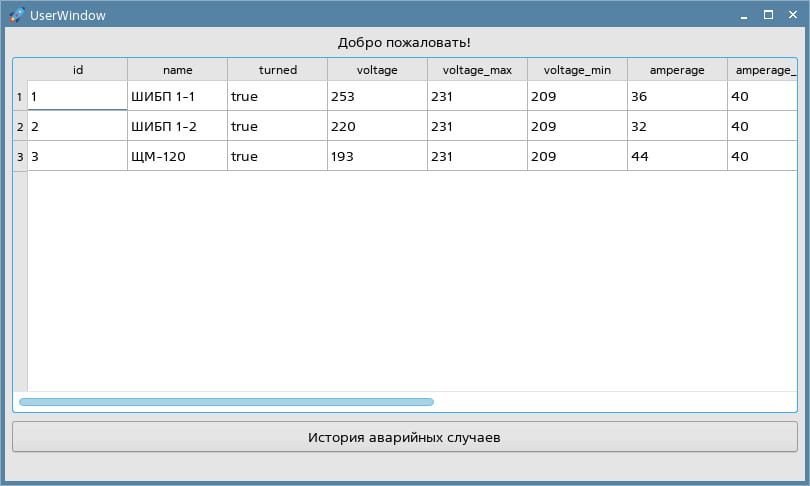 UserWindow
Добро пожаловать!
id name turned voltage voltage_max voltage_min amperage amperage_
1 1 ШИБП 1-1 true 253 231 209 36 40
2 2 ШИБП 1-2 true 220 231 209 32 40
3 3 ЩМ-120 true 193 231 209 44 40
История аварийных случаев